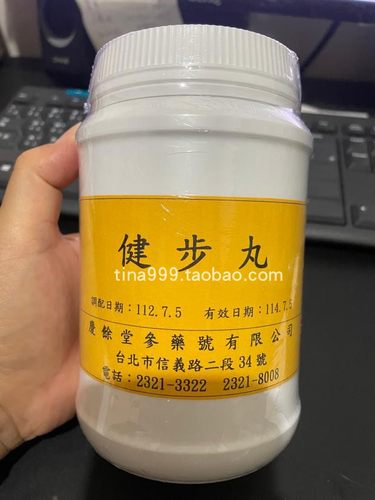 健步丸
tina999.taobao.com
調配日期：112.7.5 有效日期：114.7.5
慶餘堂參藥號有限公司
台北市信義路二段34號
電話：2321-3322 2321-8008